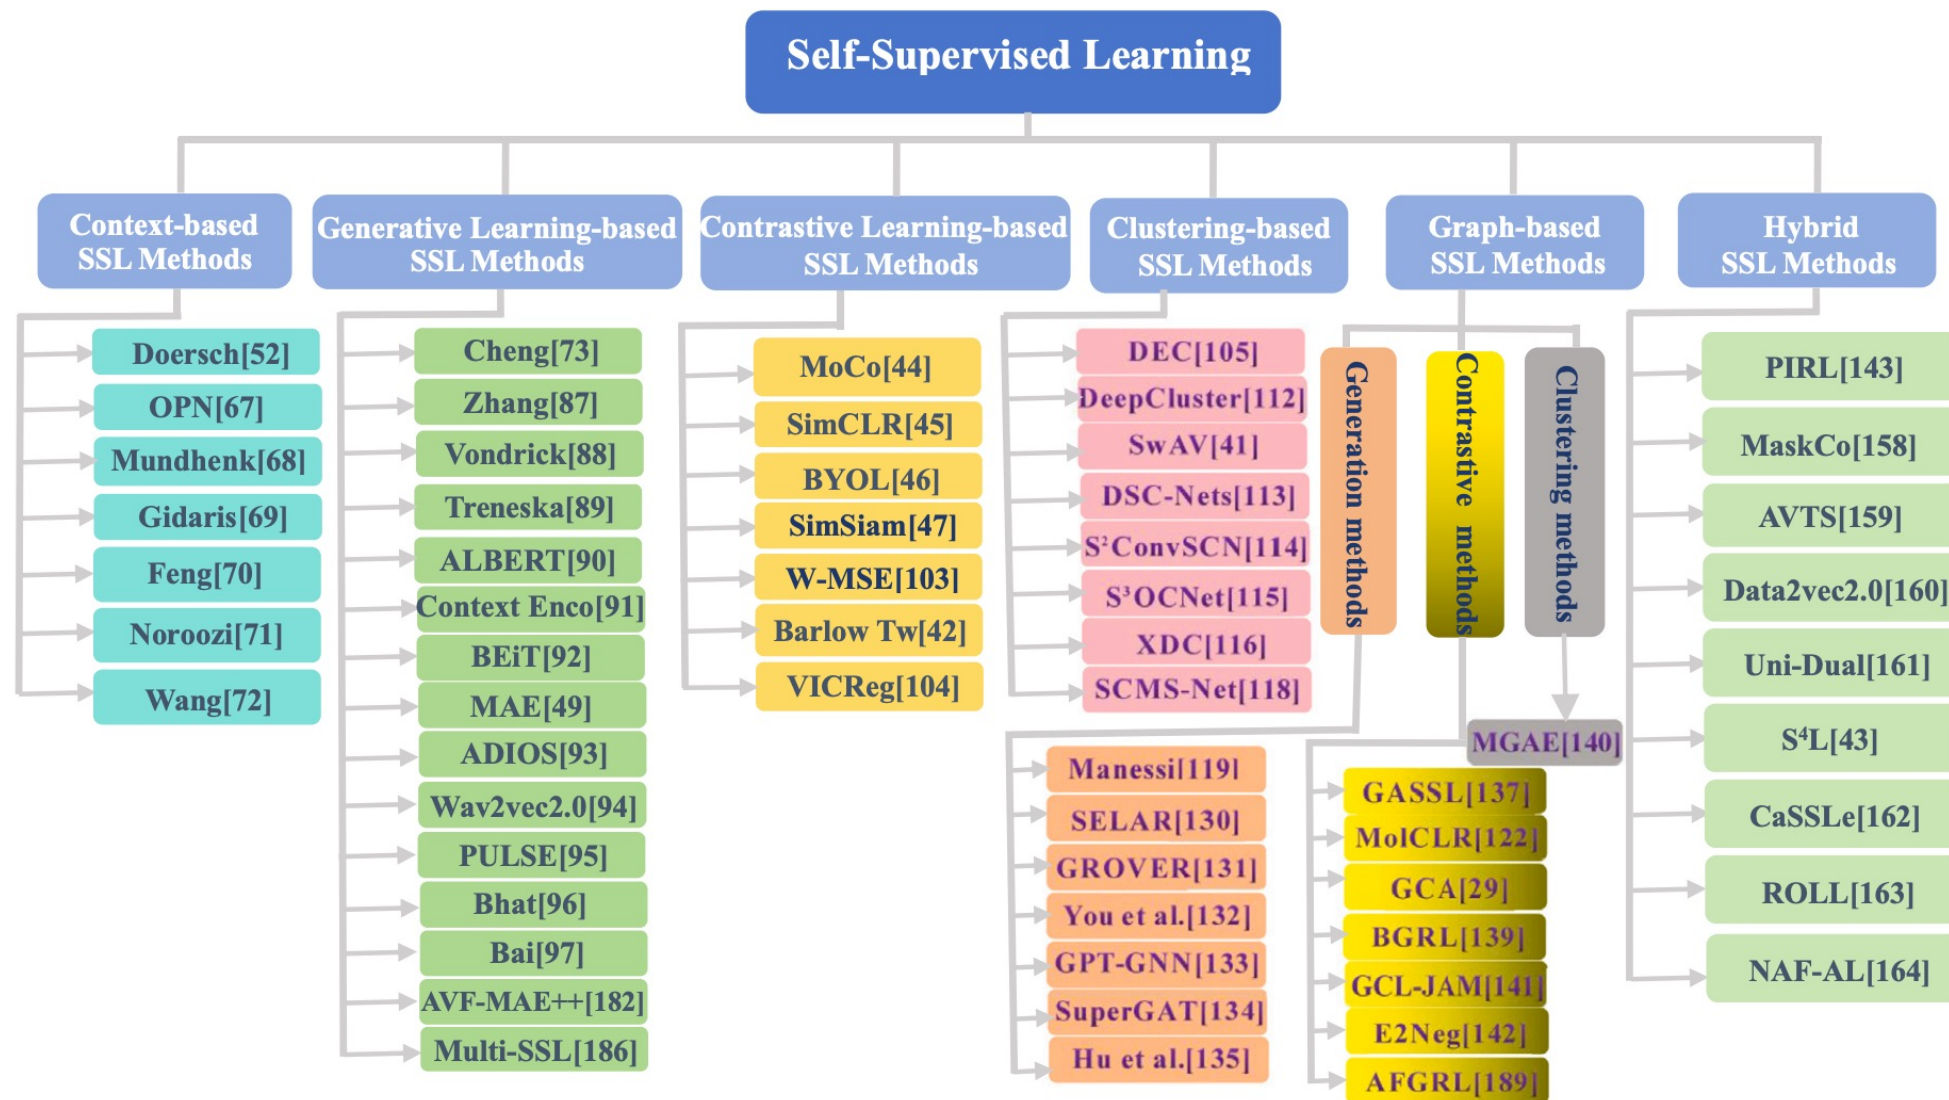 Self-Supervised Learning
Context-based
SSL Methods
Doersch[52]
OPN[67]
Mundhenk[68]
Gidaris[69]
Feng[70]
Noroozi[71]
Wang[72]
Generative Learning-based
SSL Methods
Cheng[73]
Zhang[87]
Vondrick[88]
Treneska[89]
ALBERT[90]
Context Enco[91]
BEiT[92]
MAE[49]
ADIOS[93]
Wav2vec2.0[94]
PULSE[95]
Bhat[96]
Bai[97]
AVF-MAE++[182]
Multi-SSL[186]
Contrastive Learning-based
SSL Methods
MoCo[44]
SimCLR[45]
BYOL[46]
SimSiam[47]
W-MSE[103]
Barlow Tw[42]
VICReg[104]
Clustering-based
SSL Methods
DEC[105]
DeepCluster[112]
SwAV[41]
DSC-Nets[113]
S²ConvSCN[114]
S³OCNet[115]
XDC[116]
SCMS-Net[118]
Graph-based
SSL Methods
Generation methods
Manessi[119]
SELAR[130]
GROVER[131]
You et al.[132]
GPT-GNN[133]
SuperGAT[134]
Hu et al.[135]
Contrastive methods
GASSL[137]
MolCLR[122]
GCA[29]
BGRL[139]
GCL-JAM[141]
E2Neg[142]
AFGRL[189]
Clustering methods
MGAE[140]
Hybrid
SSL Methods
PIRL[143]
MaskCo[158]
AVTS[159]
Data2vec2.0[160]
Uni-Dual[161]
S⁴L[43]
CaSSLe[162]
ROLL[163]
NAF-AL[164]